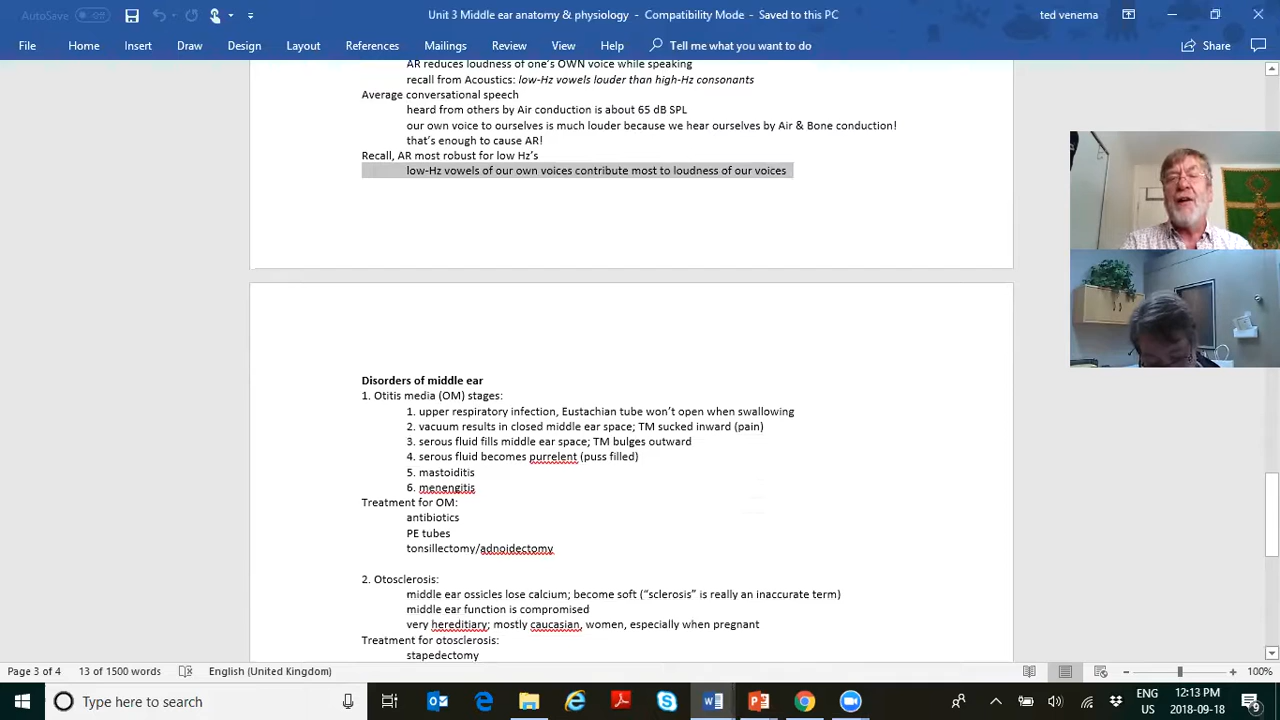 AutoSave Off
Unit 3 Middle ear anatomy & physiology - Compatibility Mode - Saved to this PC
ted venema
File Home Insert Draw Design Layout References Mailings Review View Help Tell me what you want to do Share
AR reduces loudness of one's OWN voice while speaking
recall from Acoustics: low-Hz vowels louder than high-Hz consonants
Average conversational speech
heard from others by Air conduction is about 65 dB SPL
our own voice to ourselves is much louder because we hear ourselves by Air & Bone conduction!
that's enough to cause AR!
Recall, AR most robust for low Hz's
low-Hz vowels of our own voices contribute most to loudness of our voices
Disorders of middle ear
1. Otitis media (OM) stages:
1. upper respiratory infection, Eustachian tube won't open when swallowing
2. vacuum results in closed middle ear space; TM sucked inward (pain)
3. serous fluid fills middle ear space; TM bulges outward
4. serous fluid becomes purrelent (puss filled)
5. mastoiditis
6. menengitis
Treatment for OM:
antibiotics
PE tubes
tonsillectomy/adnoidectomy
2. Otosclerosis:
middle ear ossicles lose calcium; become soft ("sclerosis" is really an inaccurate term)
middle ear function is compromised
very hereditiary; mostly caucasian, women, especially when pregnant
Treatment for otosclerosis:
stapedectomy
Page 3 of 4 13 of 1500 words English (United Kingdom) 100%
Type here to search
ENG
US
12:13 PM
2018-09-18
9